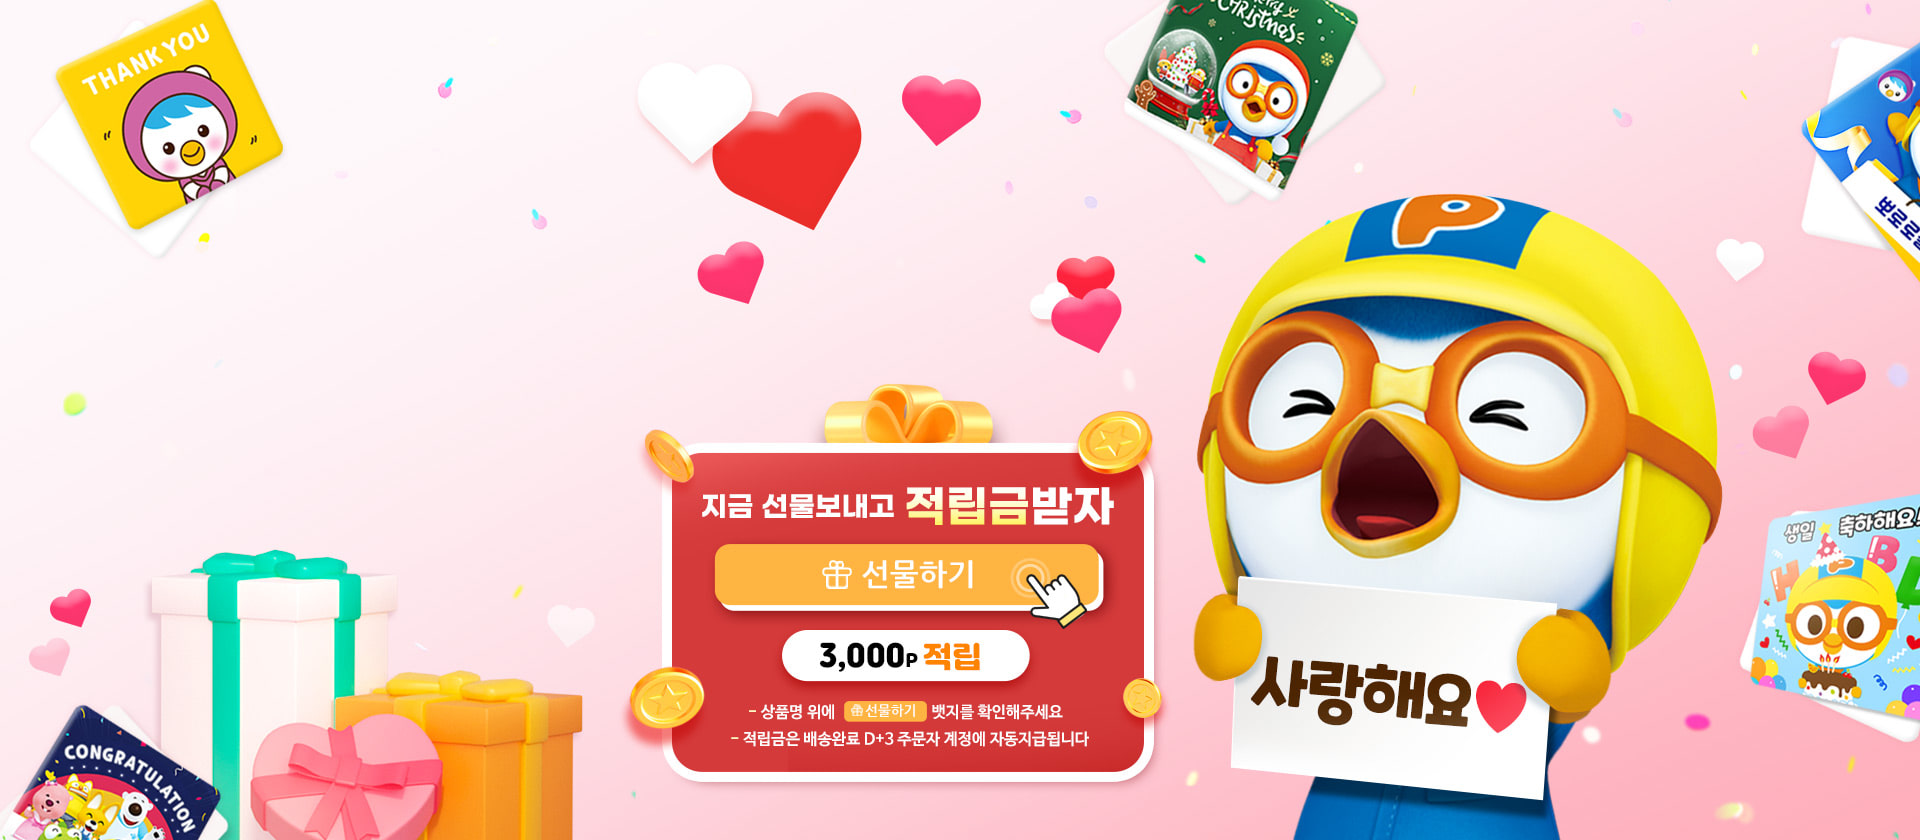 THANK YOU
Merry
CHRISTMAS
P
뽀로로
지금 선물보내고 적립금받자
선물하기
3,000P 적립
- 상품명 위에 선물하기 뱃지를 확인해주세요
- 적립금은 배송완료 D+3 주문자 계정에 자동지급됩니다
사랑해요
생일 축하해요!
H B D
P
CONGRATULATION